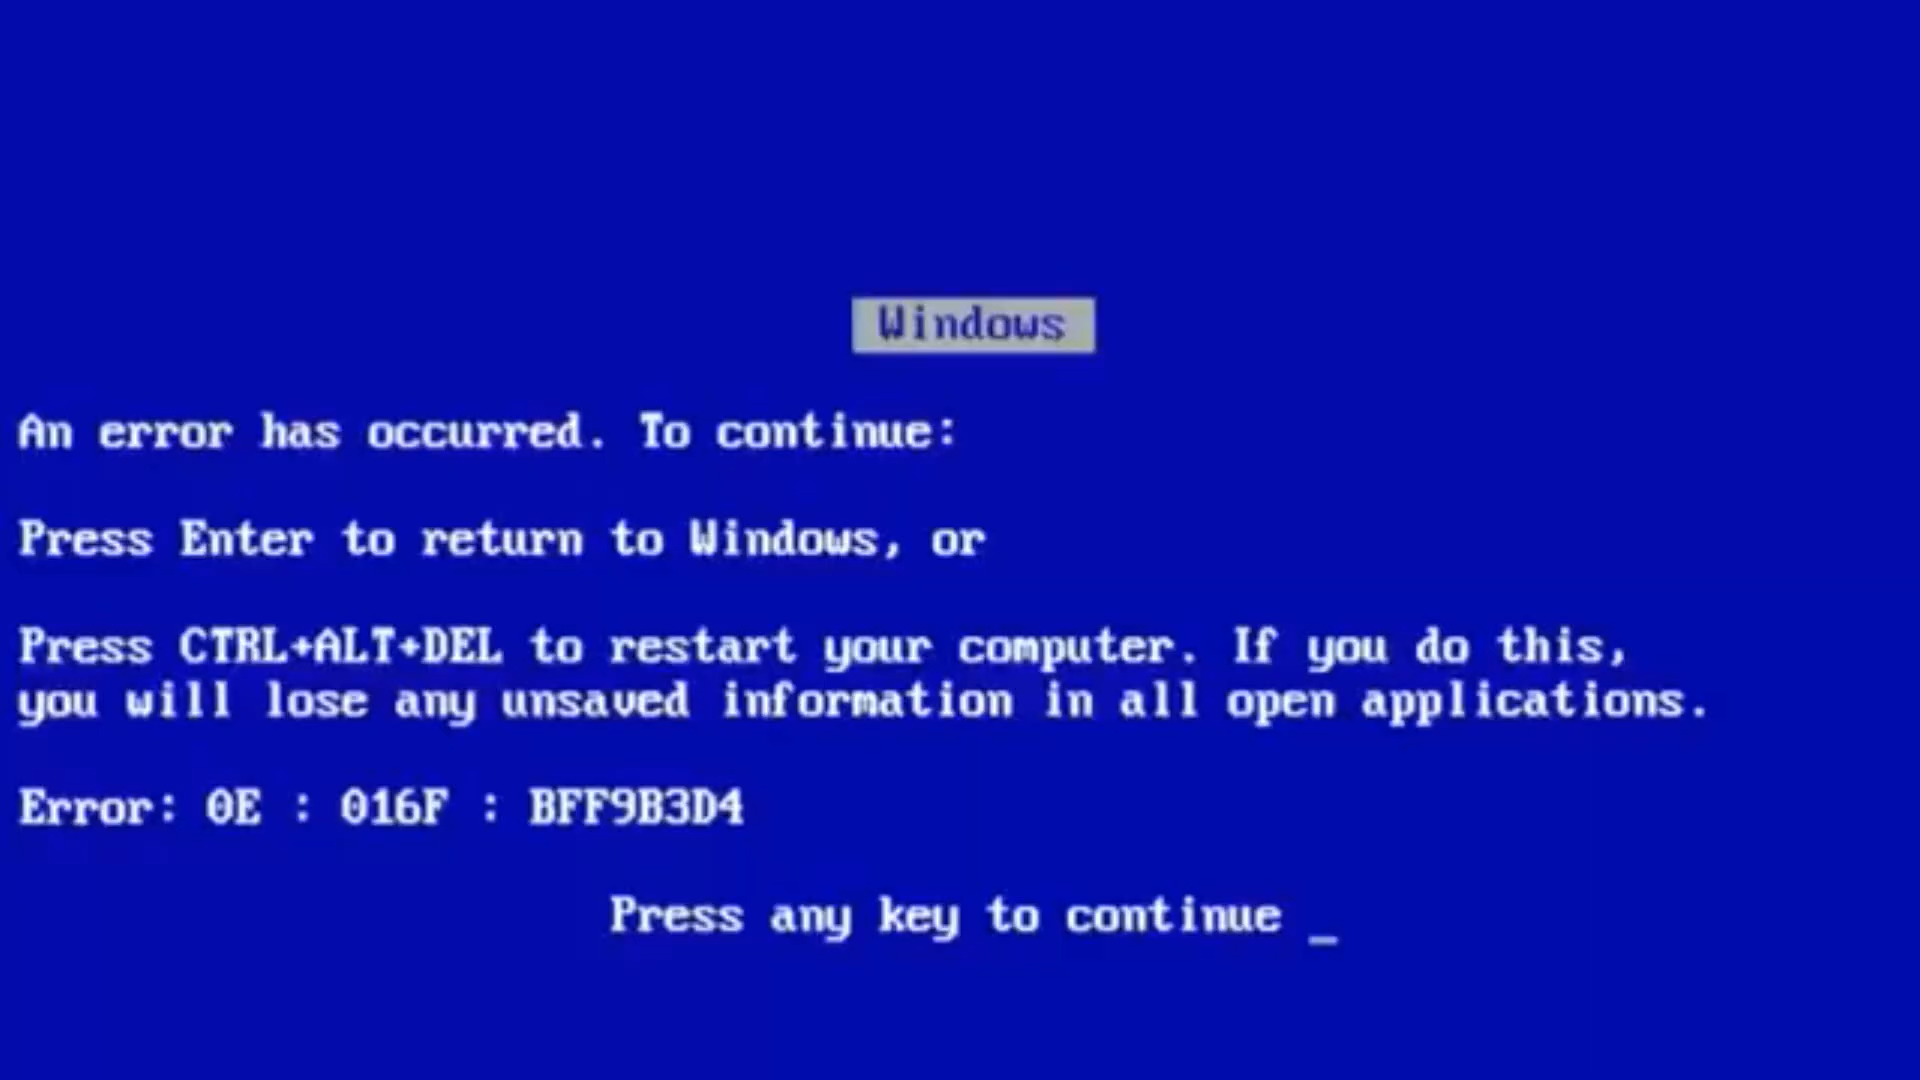 Windows
An error has occurred. To continue:
Press Enter to return to Windows, or
Press CTRL+ALT+DEL to restart your computer. If you do this,
you will lose any unsaved information in all open applications.
Error: 0E : 016F : BFF9B3D4
Press any key to continue _